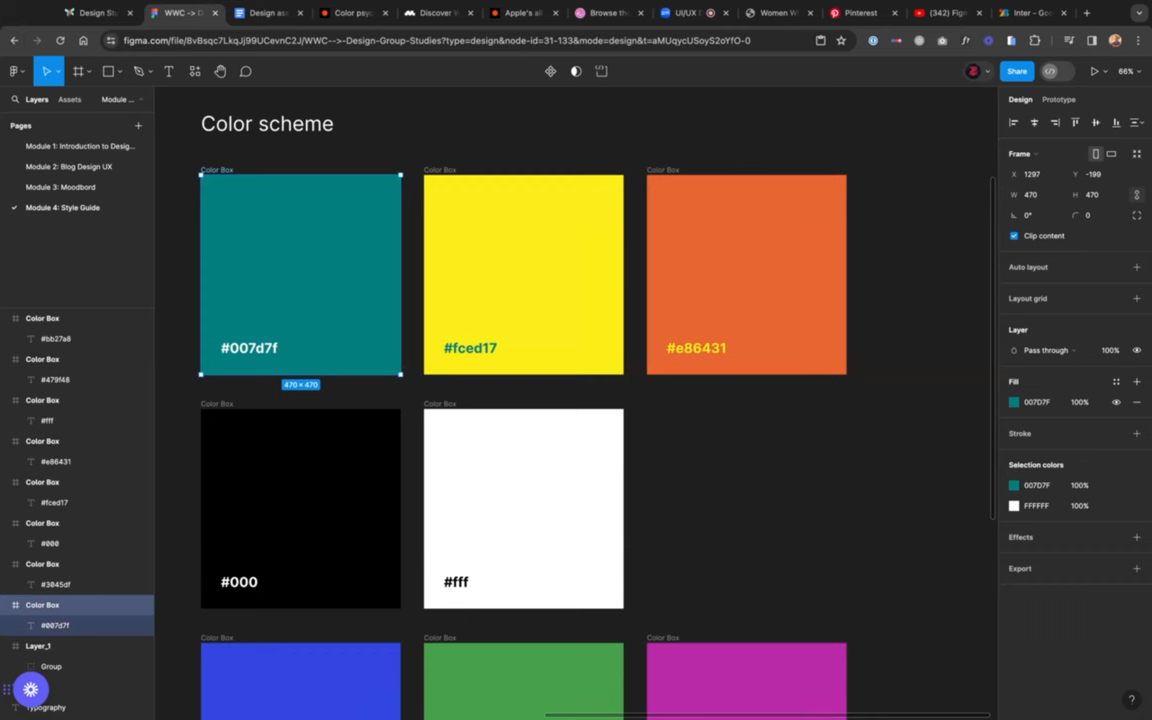 Design St
WWC -> D
Design ass
Color psyc
Discover V
Apple's al
Browse th
UI/UX
Women W
Pinterest
(342) Fig
Inter - Goo
figma.com/file/8vBsqc7LkqJj99UCevnC2J/WWC-->-Design-Group-Studies?type=design&node-id=31-133&mode=design&t=aMUqycUSoyS2oYfO-0
Share
66%
Layers
Assets
Module ...
Pages
Module 1: Introduction to Desig...
Module 2: Blog Design UX
Module 3: Moodbord
Module 4: Style Guide
Color Box
#bb27a8
Color Box
#479f48
Color Box
#fff
Color Box
#e86431
Color Box
#fced17
Color Box
#000
Color Box
#3045df
Color Box
#007d7f
Layer_1
Group
Typography
Color scheme
Color Box
Color Box
Color Box
#007d7f
#fced17
#e86431
470 × 470
Color Box
Color Box
#000
#fff
Color Box
Color Box
Color Box
Design
Prototype
Frame
X 1297
Y -199
W 470
H 470
0°
0
Clip content
Auto layout
Layout grid
Layer
Pass through
100%
Fill
007D7F
100%
Stroke
Selection colors
007D7F
100%
FFFFFF
100%
Effects
Export
?